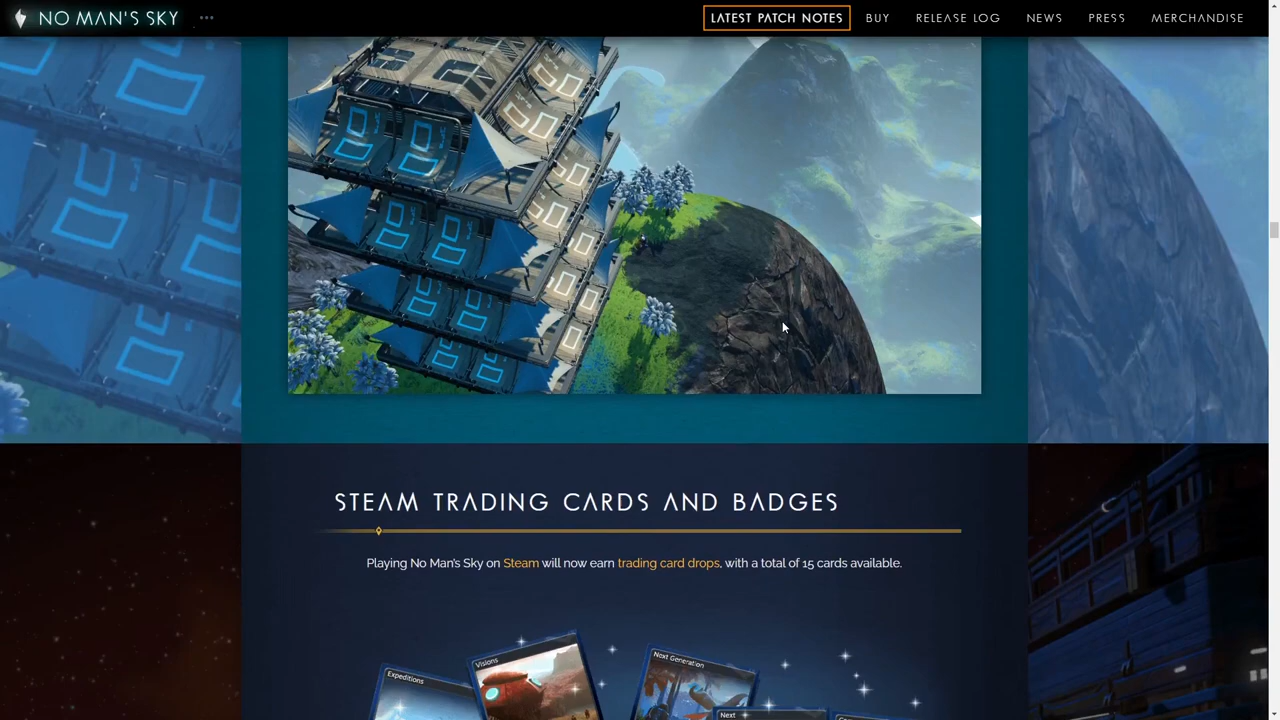 NO MAN'S SKY
LATEST PATCH NOTES
BUY
RELEASE LOG
NEWS
PRESS
MERCHANDISE
STEAM TRADING CARDS AND BADGES
Playing No Man's Sky on Steam will now earn trading card drops, with a total of 15 cards available.
Visions
Next Generation
Expeditions
Next